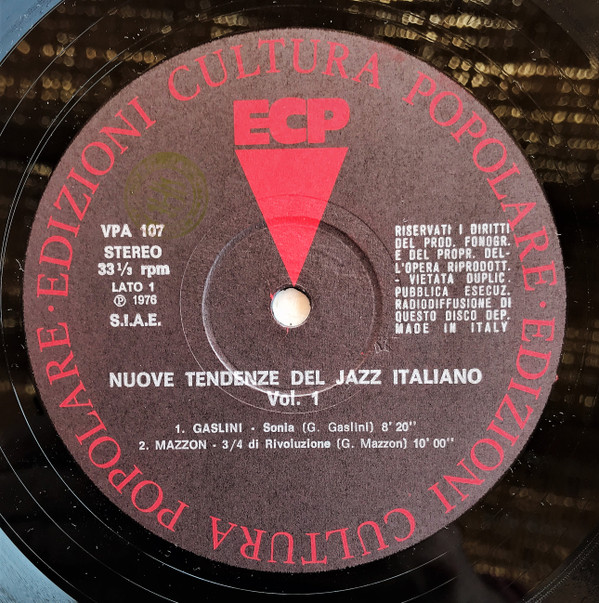 EDIZIONI CULTURA POPOLARE · EDIZIONI CULTURA POPOLARE ·
ECP
VPA 107
STEREO
33 1/3 rpm
LATO 1
℗ 1976
S.I.A.E.
RISERVATI I DIRITTI
DEL PROD. FONOGR.
E DEL PROPR. DEL-
L'OPERA RIPRODOTT.
- VIETATA DUPLIC.
PUBBLICA ESECUZ.
RADIODIFFUSIONE DI
QUESTO DISCO DEP.
MADE IN ITALY
NUOVE TENDENZE DEL JAZZ ITALIANO
Vol. 1
1. GASLINI - Sonia (G. Gaslini) 8' 20"
2. MAZZON - 3/4 di Rivoluzione (G. Mazzon) 10' 00"